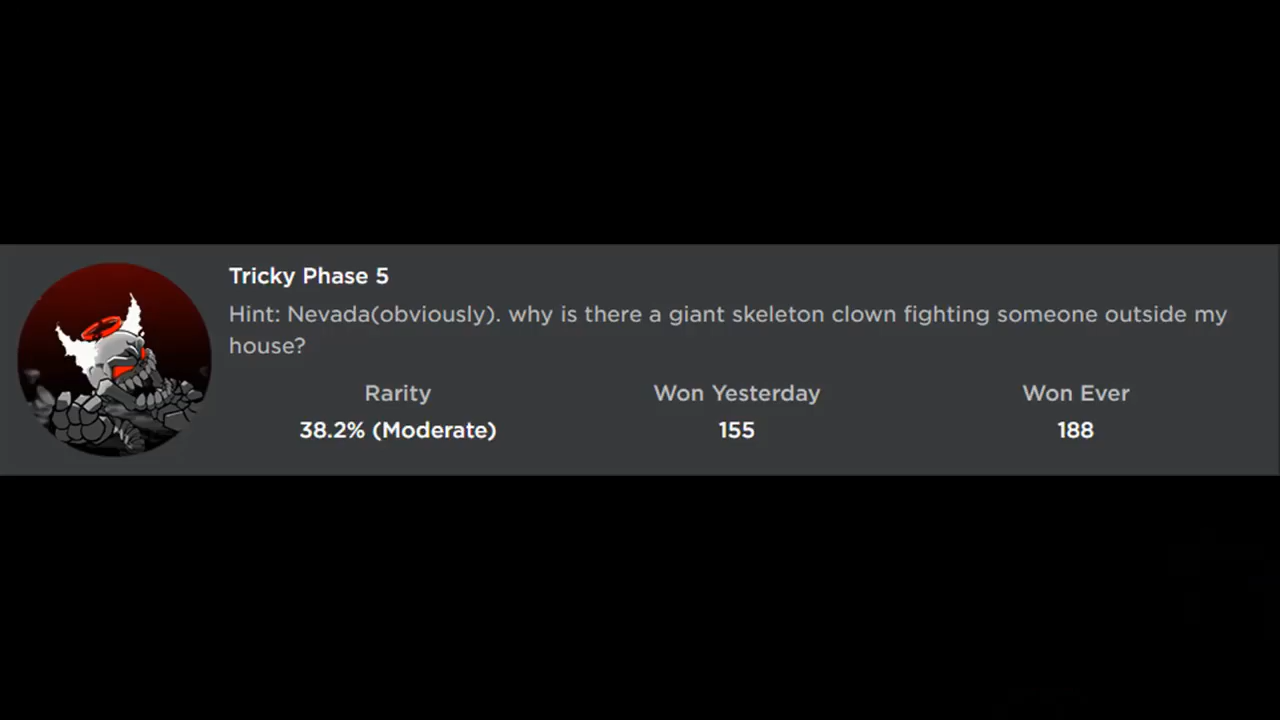 Tricky Phase 5
Hint: Nevada(obviously). why is there a giant skeleton clown fighting someone outside my
house?
Rarity Won Yesterday Won Ever
38.2% (Moderate) 155 188